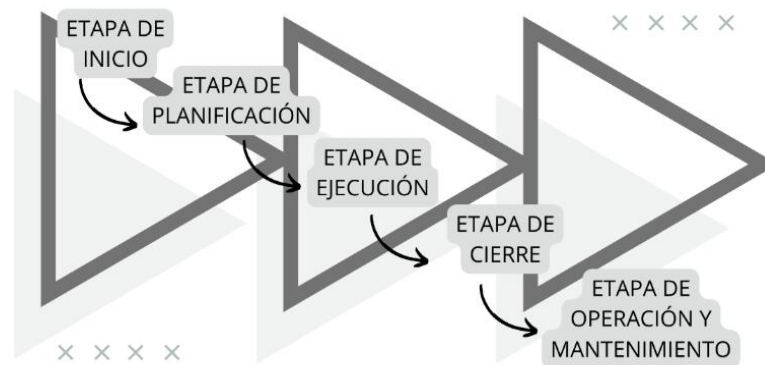 ETAPA DE
INICIO
ETAPA DE
PLANIFICACIÓN
ETAPA DE
EJECUCIÓN
ETAPA DE
CIERRE
ETAPA DE
OPERACIÓN Y
MANTENIMIENTO